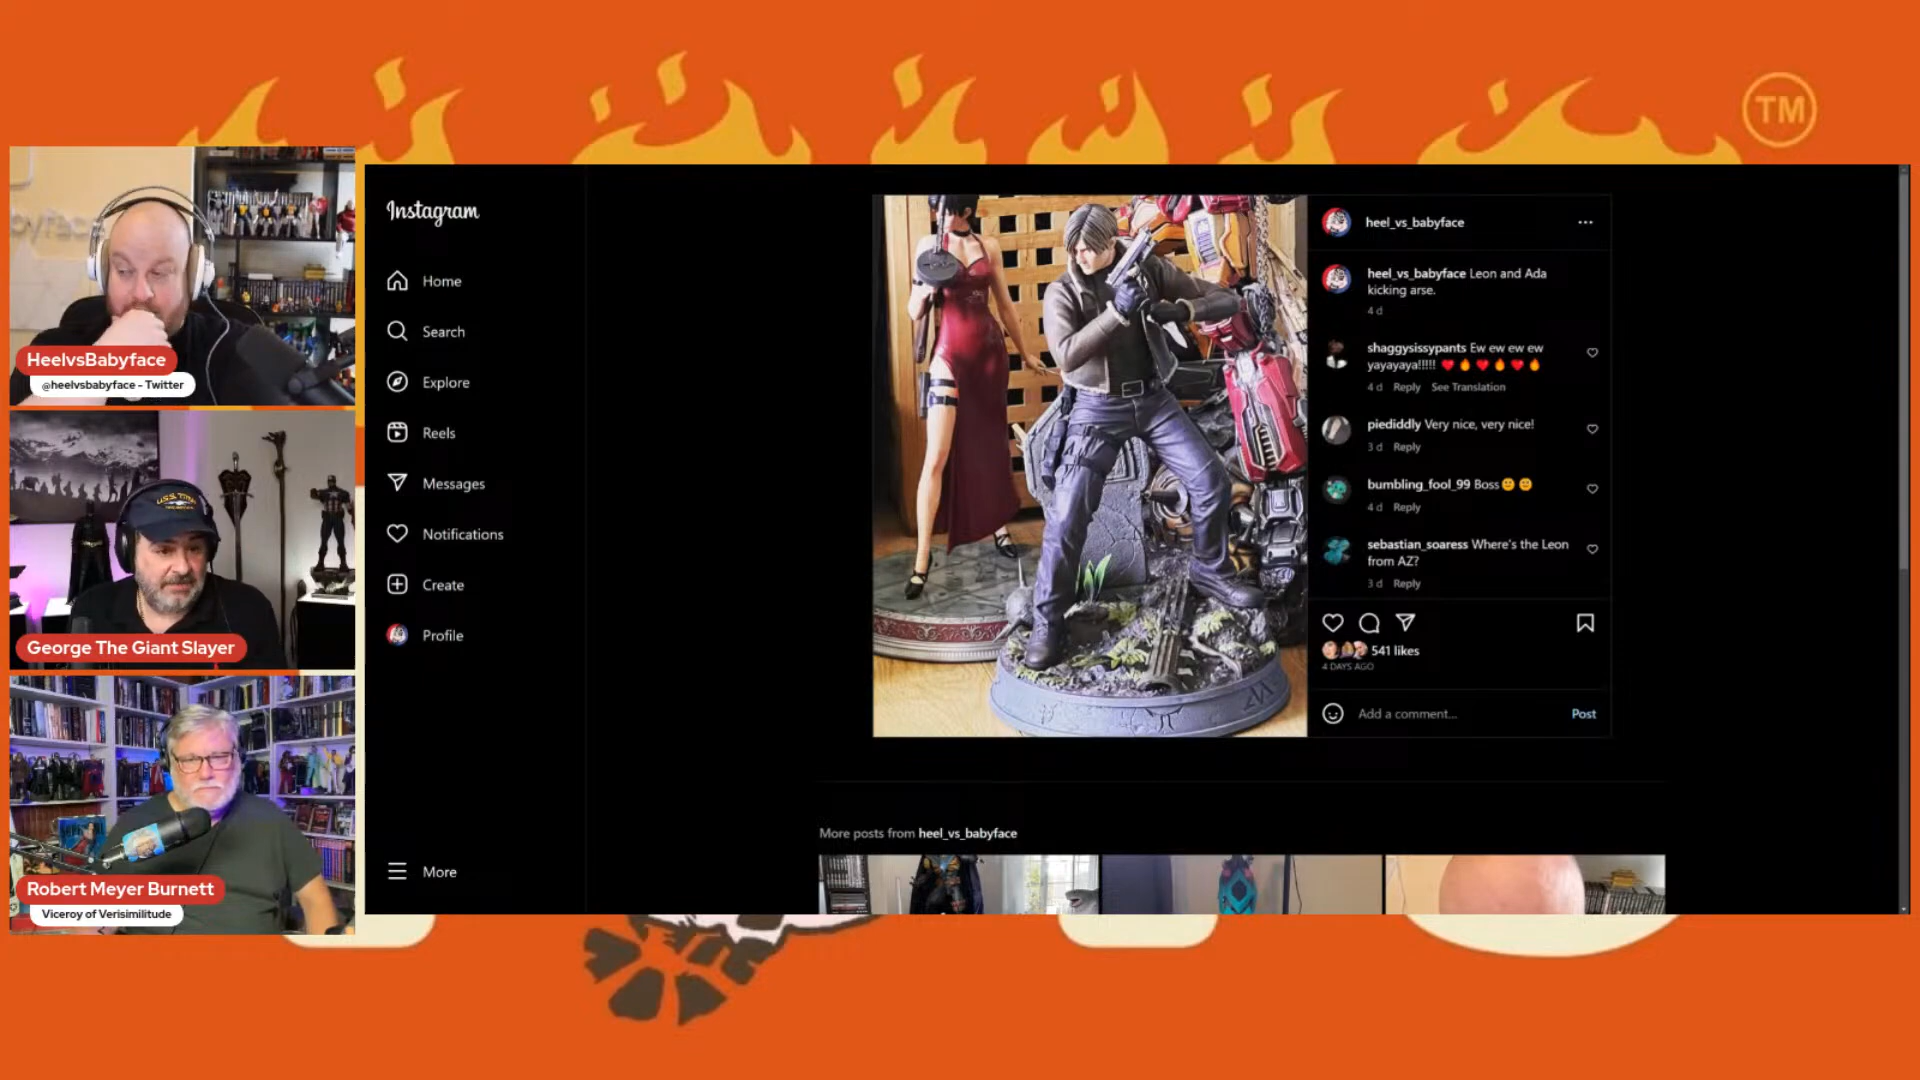 TM
HeelvsBabyface
@heelvsbabyface - Twitter
George The Giant Slayer
Robert Meyer Burnett
Viceroy of Verisimilitude
Instagram
Home
Search
Explore
Reels
Messages
Notifications
Create
Profile
More
heel_vs_babyface
heel_vs_babyface Leon and Ada
kicking arse.
4 d
shaggysissypants Ew ew ew ew
yayayaya!!!!! ❤️🔥❤️🔥❤️🔥
4 d Reply See Translation
piediddly Very nice, very nice!
3 d Reply
bumbling_fool_99 Boss
4 d Reply
sebastian_soaress Where's the Leon
from AZ?
3 d Reply
541 likes
4 DAYS AGO
Add a comment...
Post
More posts from heel_vs_babyface